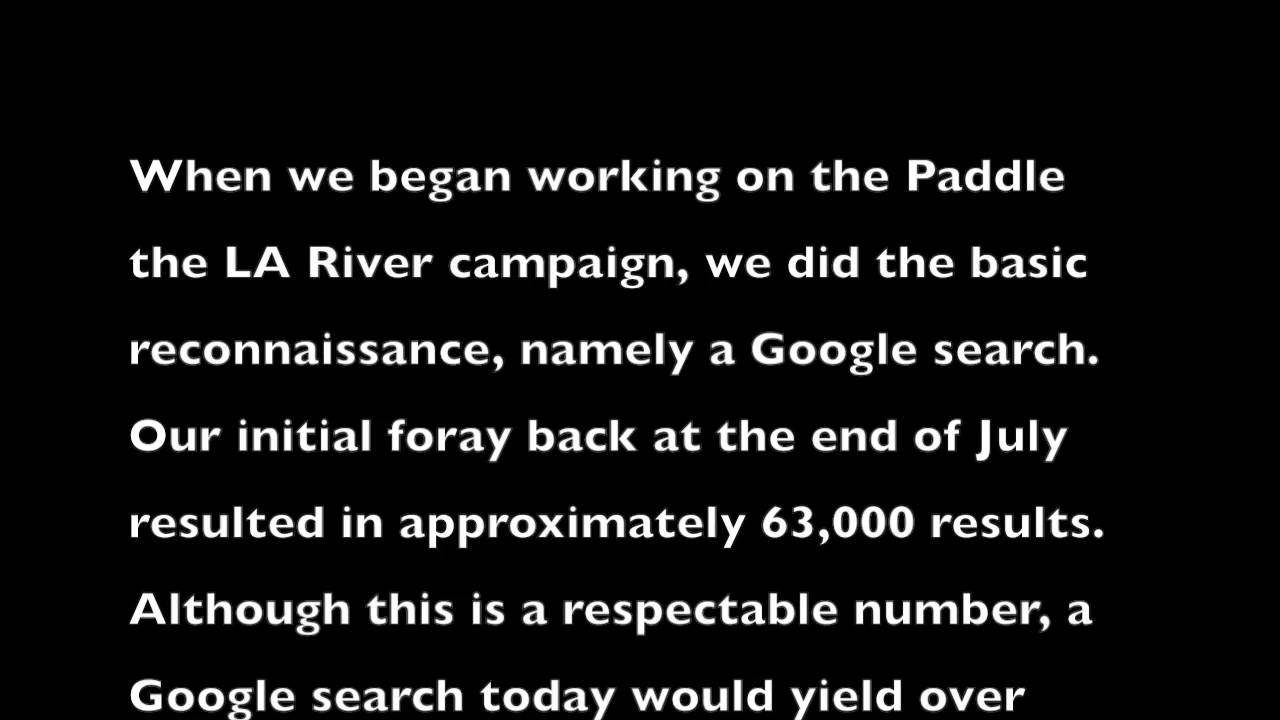 When we began working on the Paddle
the LA River campaign, we did the basic
reconnaissance, namely a Google search.
Our initial foray back at the end of July
resulted in approximately 63,000 results.
Although this is a respectable number, a
Google search today would yield over